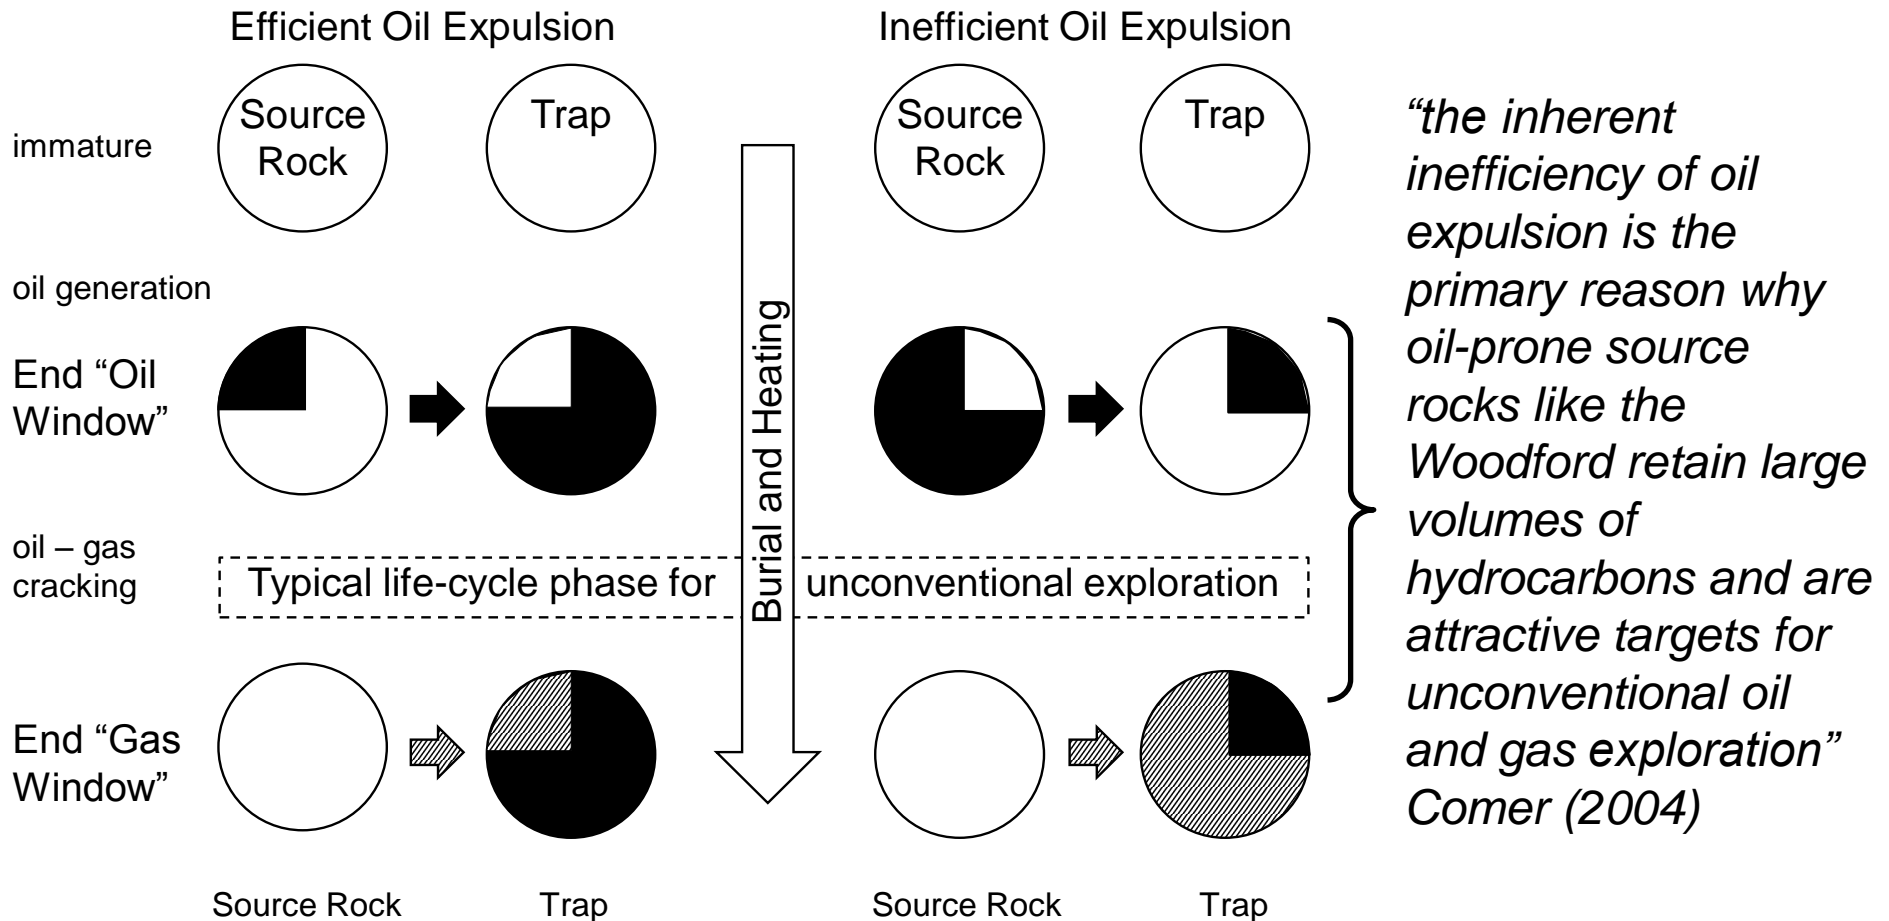 Efficient Oil Expulsion
Inefficient Oil Expulsion
immature
Source
Rock
Trap
Source
Rock
Trap
oil generation
End “Oil
Window”
Burial and Heating
oil – gas
cracking
Typical life-cycle phase for
unconventional exploration
End “Gas
Window”
Source Rock
Trap
Source Rock
Trap
“the inherent
inefficiency of oil
expulsion is the
primary reason why
oil-prone source
rocks like the
Woodford retain large
volumes of
hydrocarbons and are
attractive targets for
unconventional oil
and gas exploration”
Comer (2004)